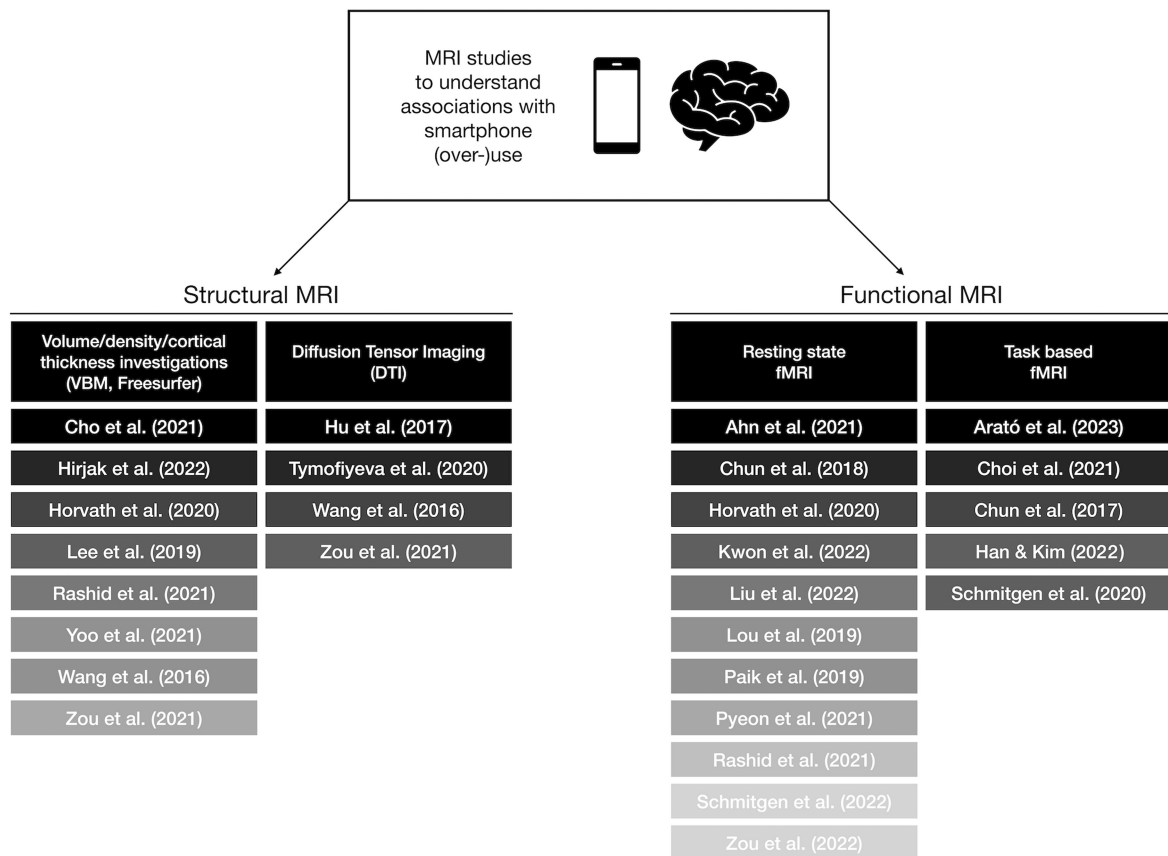 MRI studies
to understand
associations with
smartphone
(over-)use
Structural MRI
Volume/density/cortical
thickness investigations
(VBM, Freesurfer)
Cho et al. (2021)
Hirjak et al. (2022)
Horvath et al. (2020)
Lee et al. (2019)
Rashid et al. (2021)
Yoo et al. (2021)
Wang et al. (2016)
Zou et al. (2021)
Diffusion Tensor Imaging
(DTI)
Hu et al. (2017)
Tymofiyeva et al. (2020)
Wang et al. (2016)
Zou et al. (2021)
Functional MRI
Resting state
fMRI
Ahn et al. (2021)
Chun et al. (2018)
Horvath et al. (2020)
Kwon et al. (2022)
Liu et al. (2022)
Lou et al. (2019)
Paik et al. (2019)
Pyeon et al. (2021)
Rashid et al. (2021)
Schmitgen et al. (2022)
Zou et al. (2022)
Task based
fMRI
Arató et al. (2023)
Choi et al. (2021)
Chun et al. (2017)
Han & Kim (2022)
Schmitgen et al. (2020)